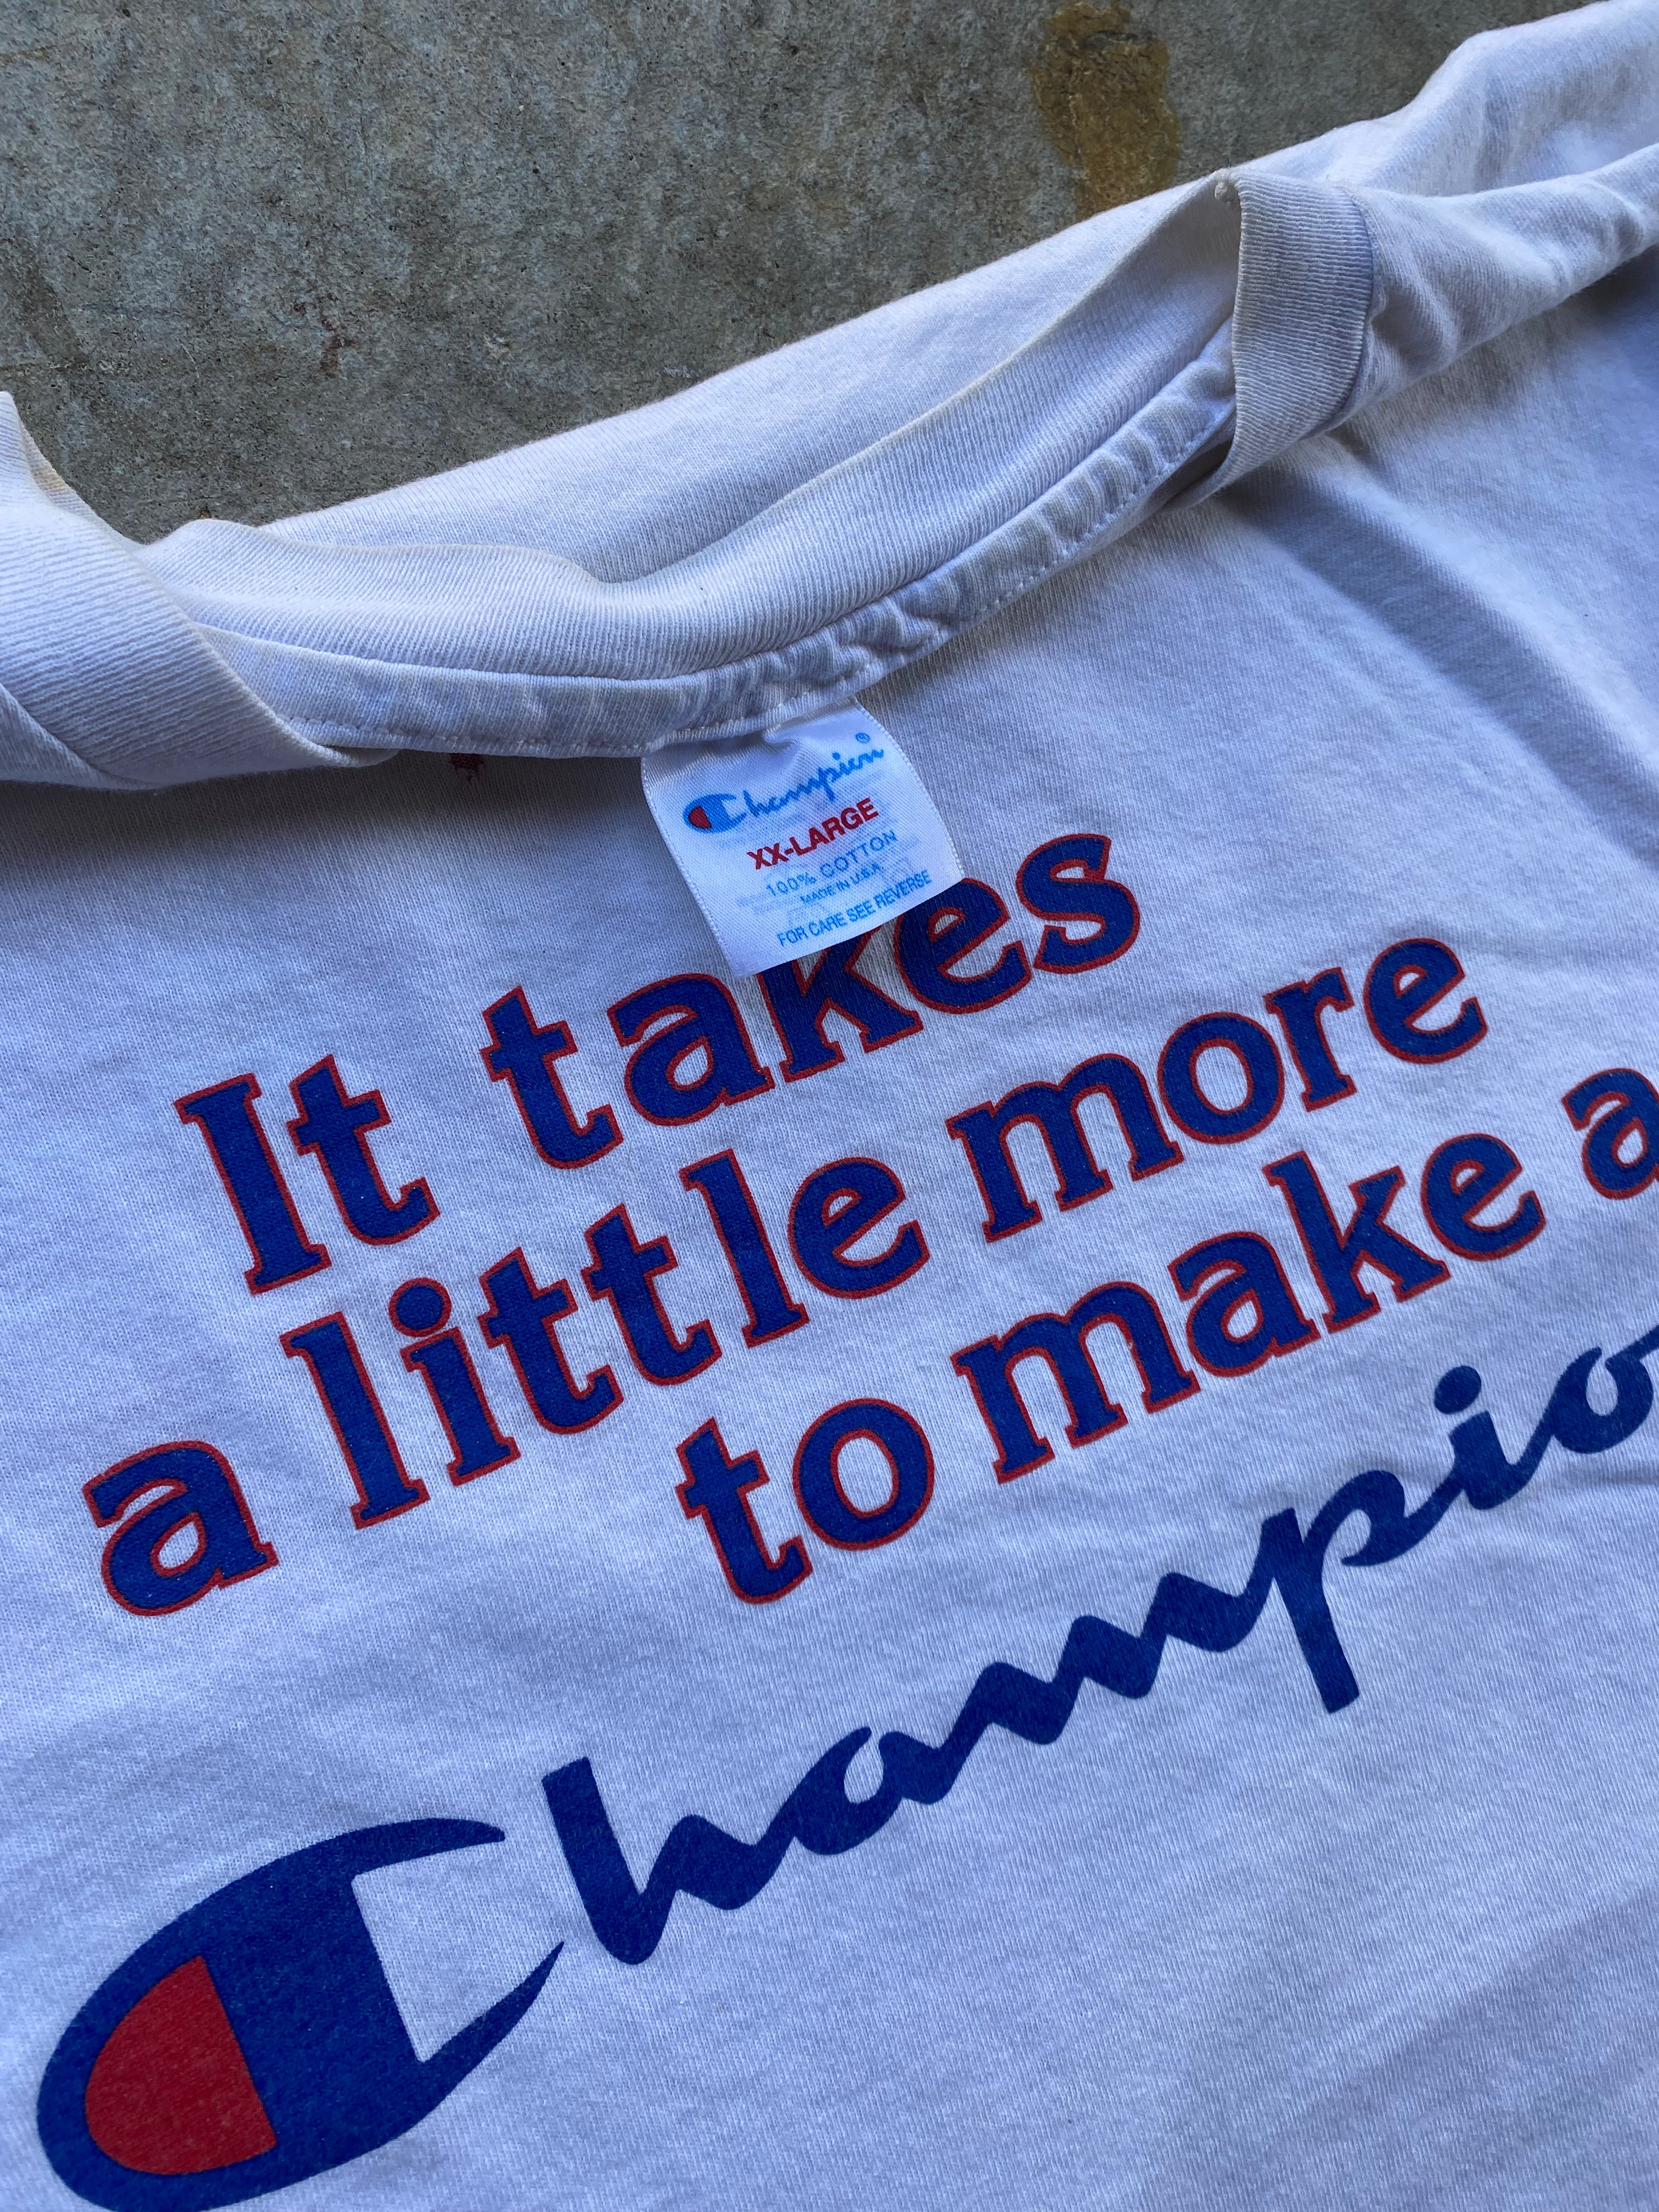 Champion®
XX-LARGE
100% COTTON
MADE IN U.S.A.
FOR CARE SEE REVERSE
It takes
a little more
to make a
Champio